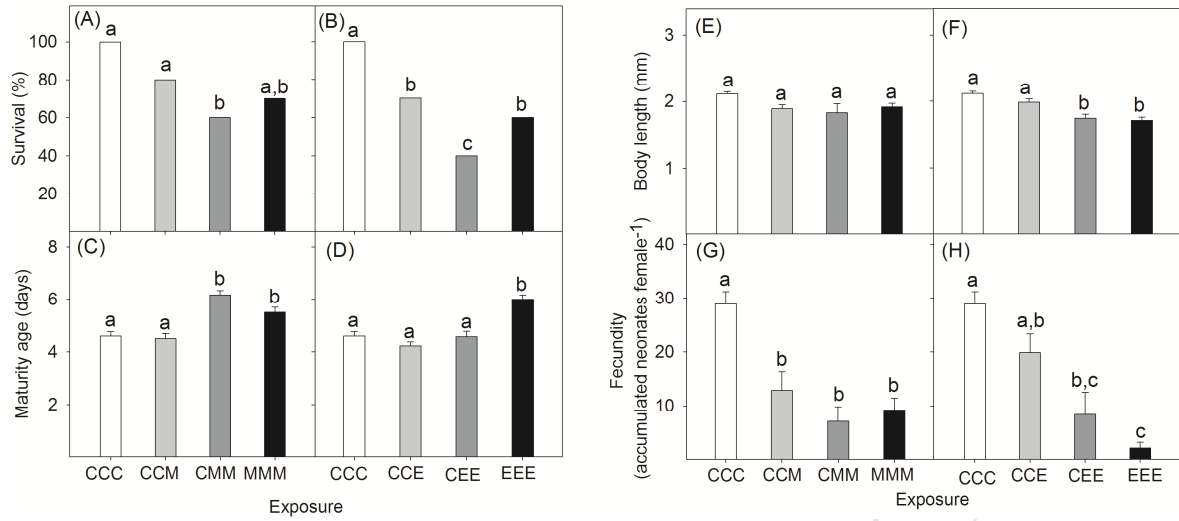 (A)
Survival (%)
100
80
60
40
20
a
a
b
a,b
(B)
a
b
c
b
(C)
Maturity age (days)
8
6
4
2
a
a
b
b
CCC CCM CMM MMM
(D)
a
a
a
b
CCC CCE CEE EEE
Exposure
(E)
Body length (mm)
3
2
1
a
a
a
a
(F)
a
a
b
b
(G)
Fecundity
(accumulated neonates female⁻¹)
40
30
20
10
a
b
b
b
CCC CCM CMM MMM
(H)
a
a,b
b,c
c
CCC CCE CEE EEE
Exposure